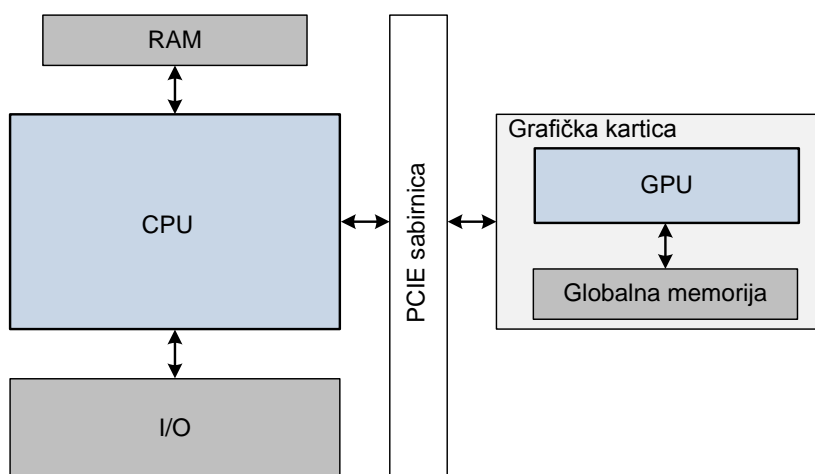 RAM
CPU
I/O
PCIE sabirnica
Grafička kartica
GPU
Globalna memorija